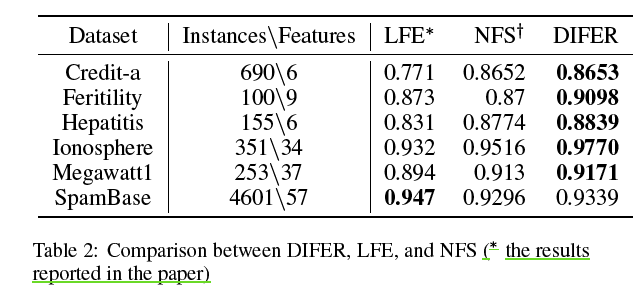 Dataset Instances\Features LFE* NFS† DIFER
Credit-a 690\6 0.771 0.8652 0.8653
Feritility 100\9 0.873 0.87 0.9098
Hepatitis 155\6 0.831 0.8774 0.8839
Ionosphere 351\34 0.932 0.9516 0.9770
Megawatt1 253\37 0.894 0.913 0.9171
SpamBase 4601\57 0.947 0.9296 0.9339
Table 2: Comparison between DIFER, LFE, and NFS (* the results
reported in the paper)